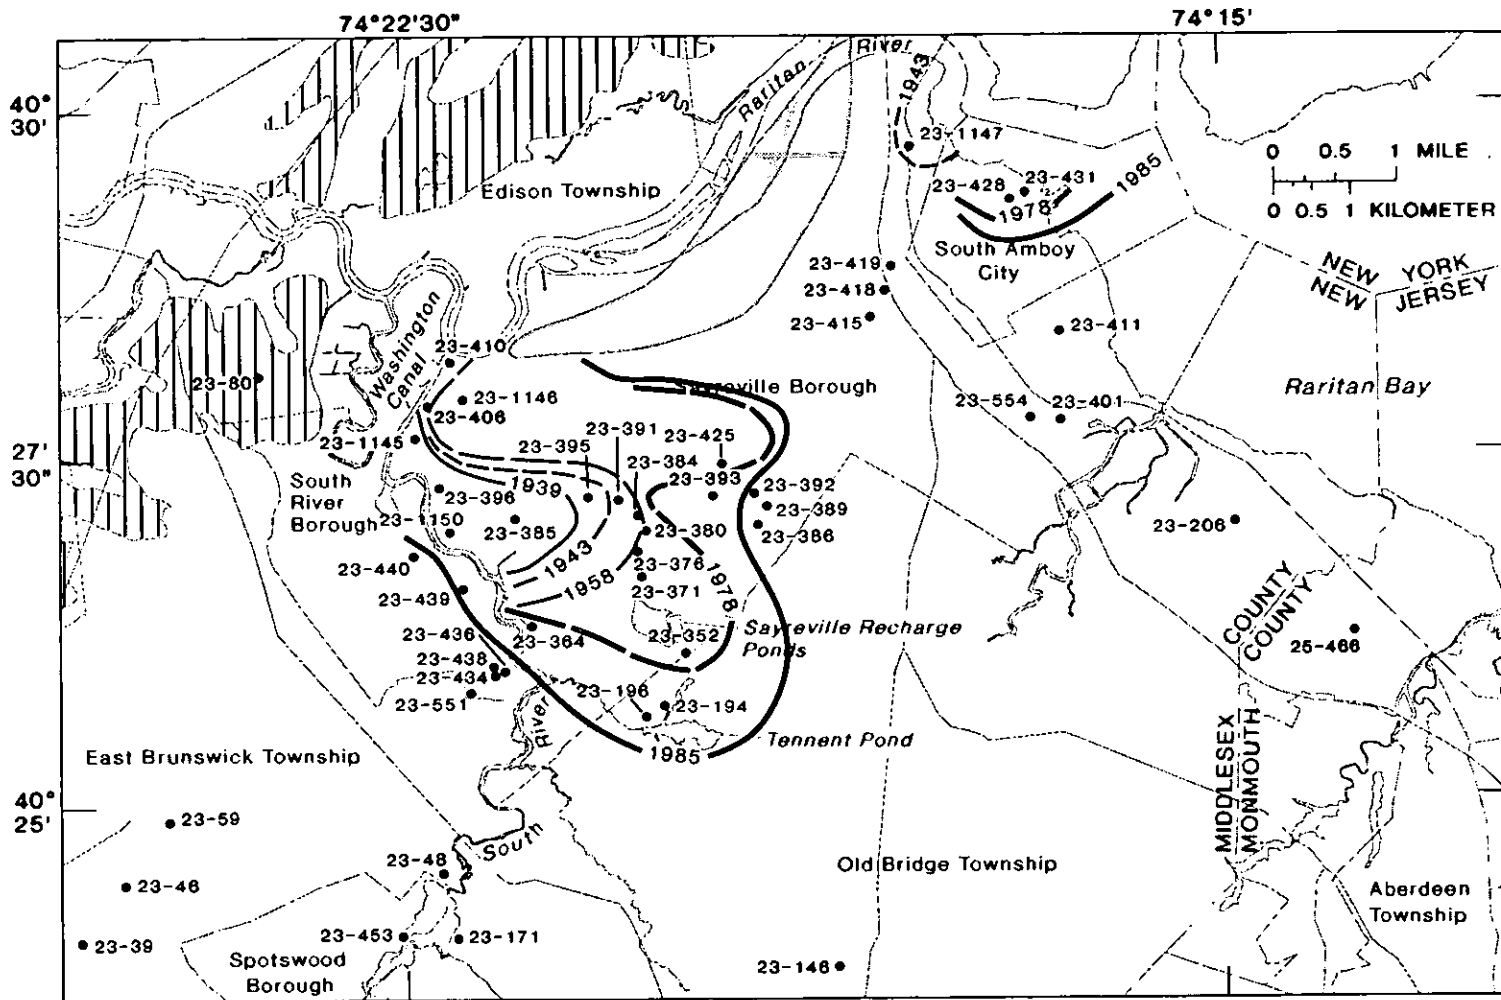 74°22'30"
74°15'
40°
30'
River
Raritan
1943
23-1147
0 0.5 1 MILE
0 0.5 1 KILOMETER
Edison Township
23-431
23-428
1985
1978
South Amboy
City
23-419
23-418
23-415
NEW YORK
NEW JERSEY
23-411
Washington
Canal
23-410
23-80
Sayreville Borough
Raritan Bay
23-1146
23-406
23-554
23-401
23-391
23-425
23-1145
23-395
23-384
27'
30"
1939
23-393
23-392
South
River
Borough
23-396
23-389
23-1150
23-385
23-380
23-386
23-206
1943
23-440
1958
23-376
1978
23-371
23-439
COUNTY
COUNTY
23-436
23-364
23-352
Sayreville Recharge
Ponds
25-466
23-438
23-434
23-551
23-196
23-194
River
1985
Tennent Pond
MIDDLESEX
MONMOUTH
East Brunswick Township
40°
25'
23-59
South
23-48
Old Bridge Township
23-46
Aberdeen
Township
23-39
23-453
23-171
Spotswood
Borough
23-146